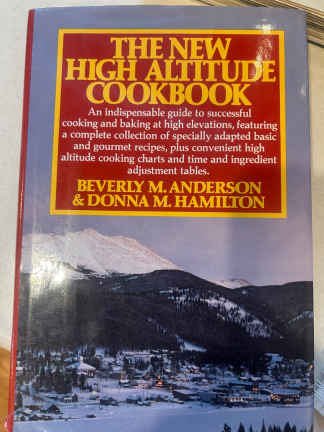 THE NEW
HIGH ALTITUDE
COOKBOOK
An indispensable guide to successful
cooking and baking at high elevations, featuring
a complete collection of specially adapted basic
and gourmet recipes, plus convenient high
altitude cooking charts and time and ingredient
adjustment tables.
BEVERLY M. ANDERSON
& DONNA M. HAMILTON